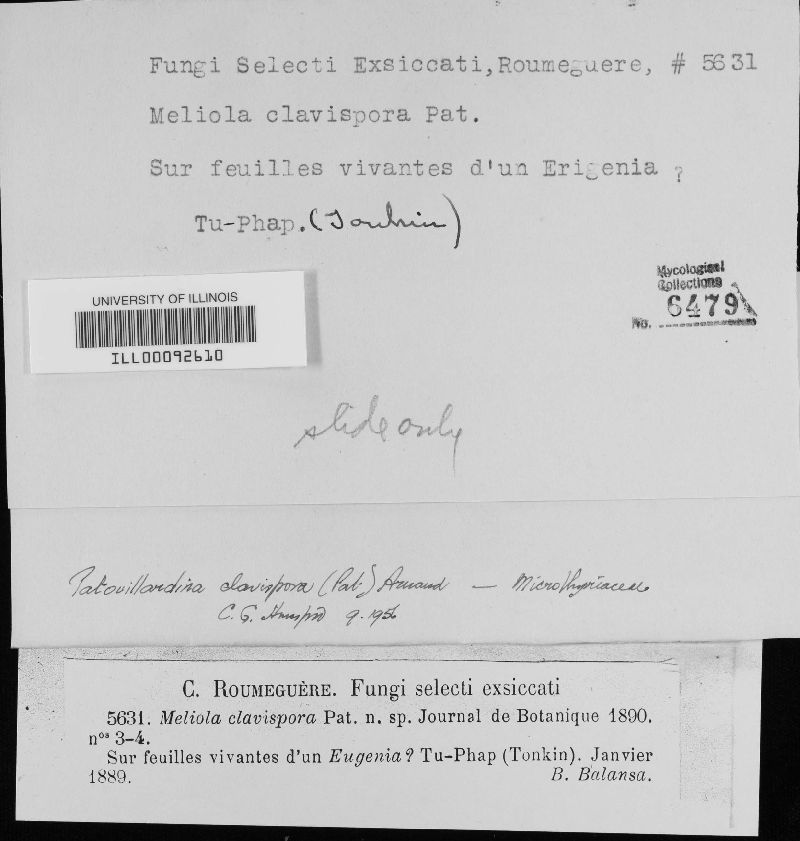 Fungi Selecti Exsiccati, Roumeguere, # 5631
Meliola clavispora Pat.
Sur feuilles vivantes d'un Erigenia ?
Tu-Phap. (Tonkin)
Mycological
Collections
No. 6479
UNIVERSITY OF ILLINOIS
ILL00092610
slide only
Patouillardina clavispora (Pat.) Arnaud — Microthyriaceae
C. G. 9.1956
C. ROUMEGUÈRE. Fungi selecti exsiccati
5631. Meliola clavispora Pat. n. sp. Journal de Botanique 1890.
nos 3-4.
Sur feuilles vivantes d'un Eugenia? Tu-Phap (Tonkin). Janvier
1889. B. Balansa.